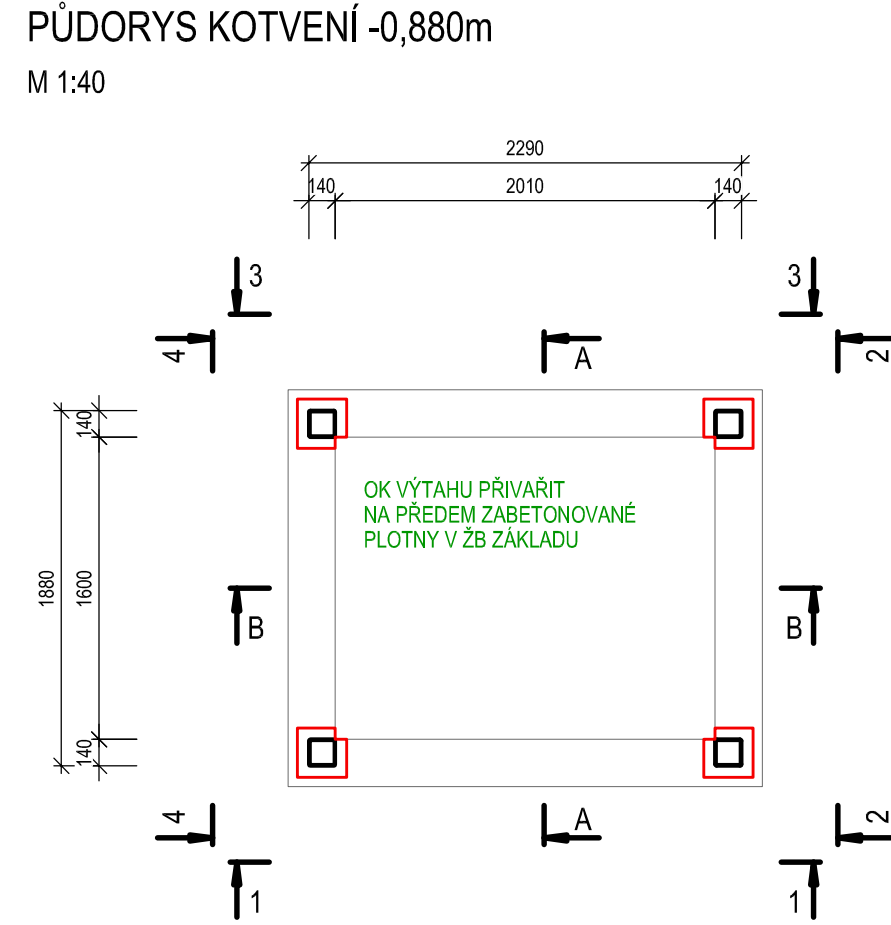 PŮDORYS KOTVENÍ -0,880m
M 1:40
2290
140 2010 140
3 3
4 A 2
140
OK VÝTAHU PŘIVAŘIT
NA PŘEDEM ZABETONOVANÉ
PLOTNY V ŽB ZÁKLADU
1880 1600
B B
140
4 A 2
1 1